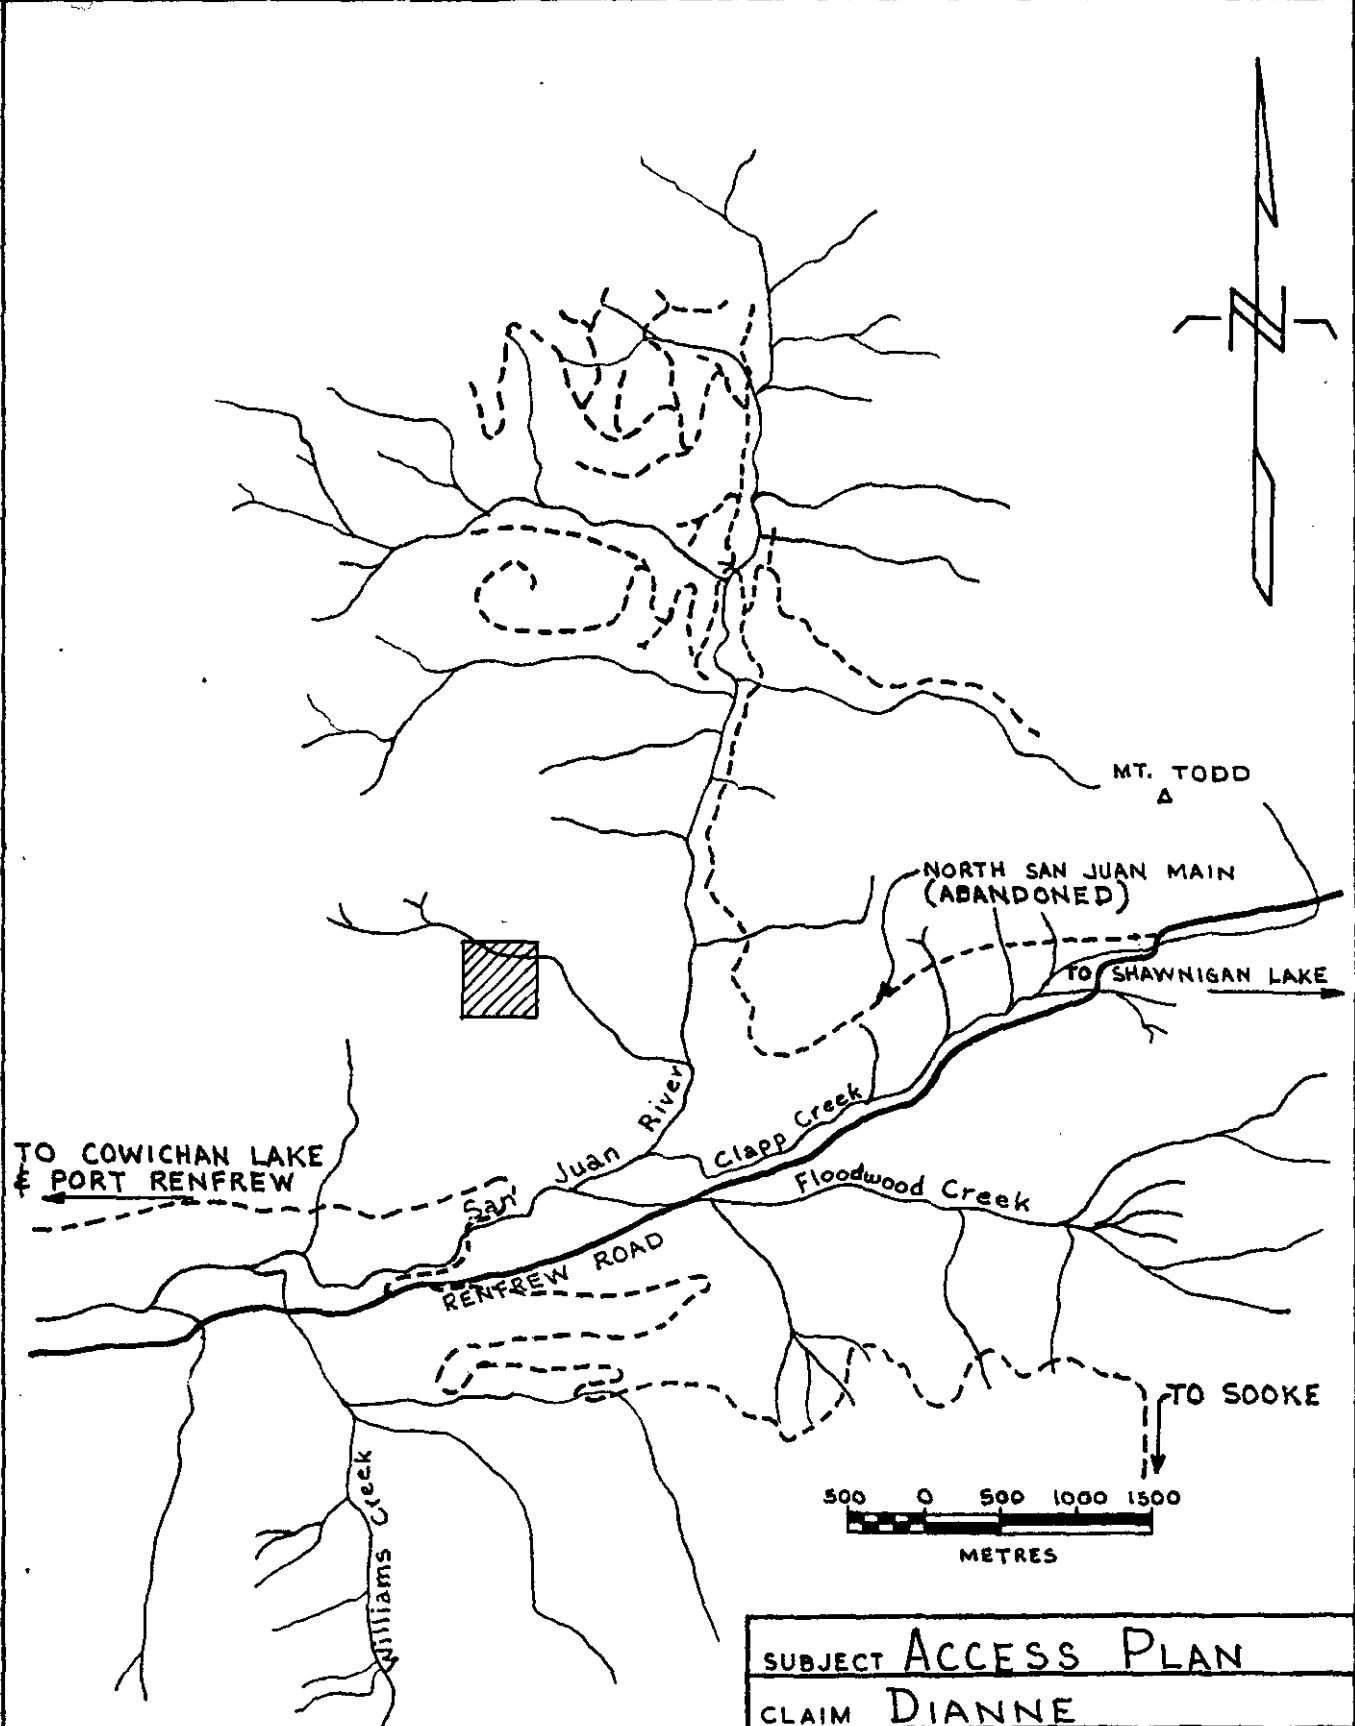 N
MT. TODD
NORTH SAN JUAN MAIN
(ABANDONED)
TO SHAWNIGAN LAKE
San Juan River
Clapp Creek
TO COWICHAN LAKE
& PORT RENFREW
Floodwood Creek
RENFREW ROAD
TO SOOKE
Williams Creek
500 0 500 1000 1500
METRES
SUBJECT ACCESS PLAN
CLAIM DIANNE